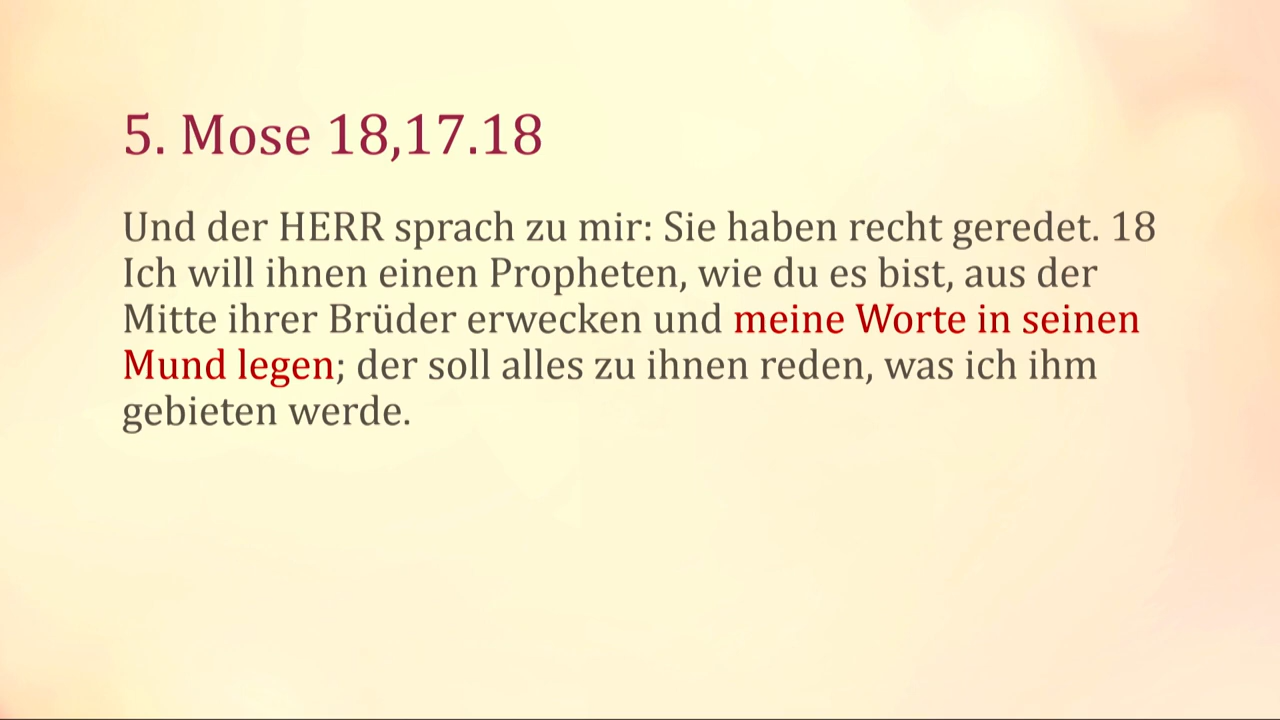 5. Mose 18,17.18
Und der HERR sprach zu mir: Sie haben recht geredet. 18
Ich will ihnen einen Propheten, wie du es bist, aus der
Mitte ihrer Brüder erwecken und meine Worte in seinen
Mund legen; der soll alles zu ihnen reden, was ich ihm
gebieten werde.